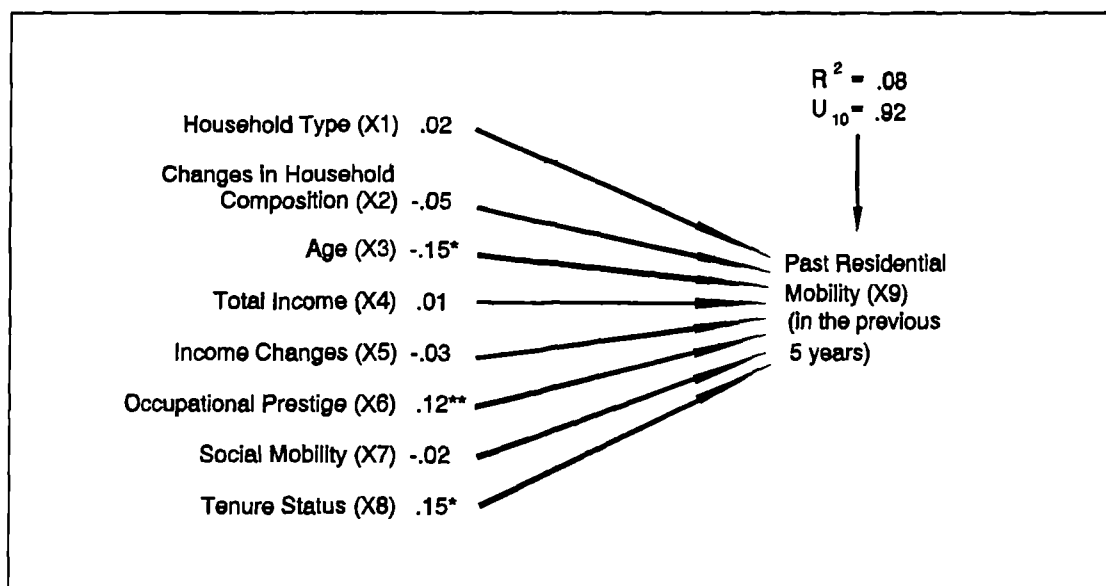 R² = .08
U₁₀= .92
Household Type (X1) .02
Changes in Household
Composition (X2) -.05
Age (X3) -.15*
Total Income (X4) .01
Income Changes (X5) -.03
Occupational Prestige (X6) .12**
Social Mobility (X7) -.02
Tenure Status (X8) .15*
Past Residential
Mobility (X9)
(in the previous
5 years)